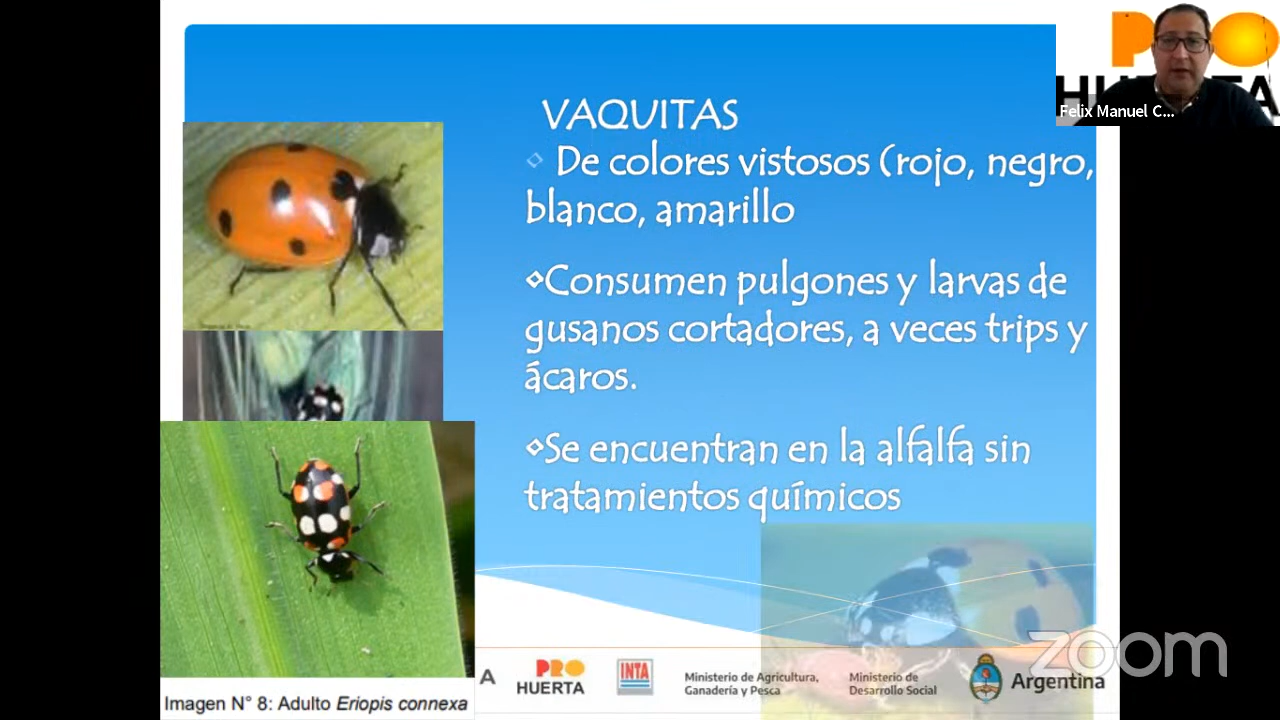 PRO
HUERTA
Felix Manuel C...
VAQUITAS
De colores vistosos (rojo, negro,
blanco, amarillo
Consumen pulgones y larvas de
gusanos cortadores, a veces trips y
ácaros.
Se encuentran en la alfalfa sin
tratamientos químicos
zoom
A
PRO
HUERTA
INTA
Ministerio de Agricultura,
Ganadería y Pesca
Ministerio de
Desarrollo Social
Argentina
Imagen N° 8: Adulto Eriopis connexa